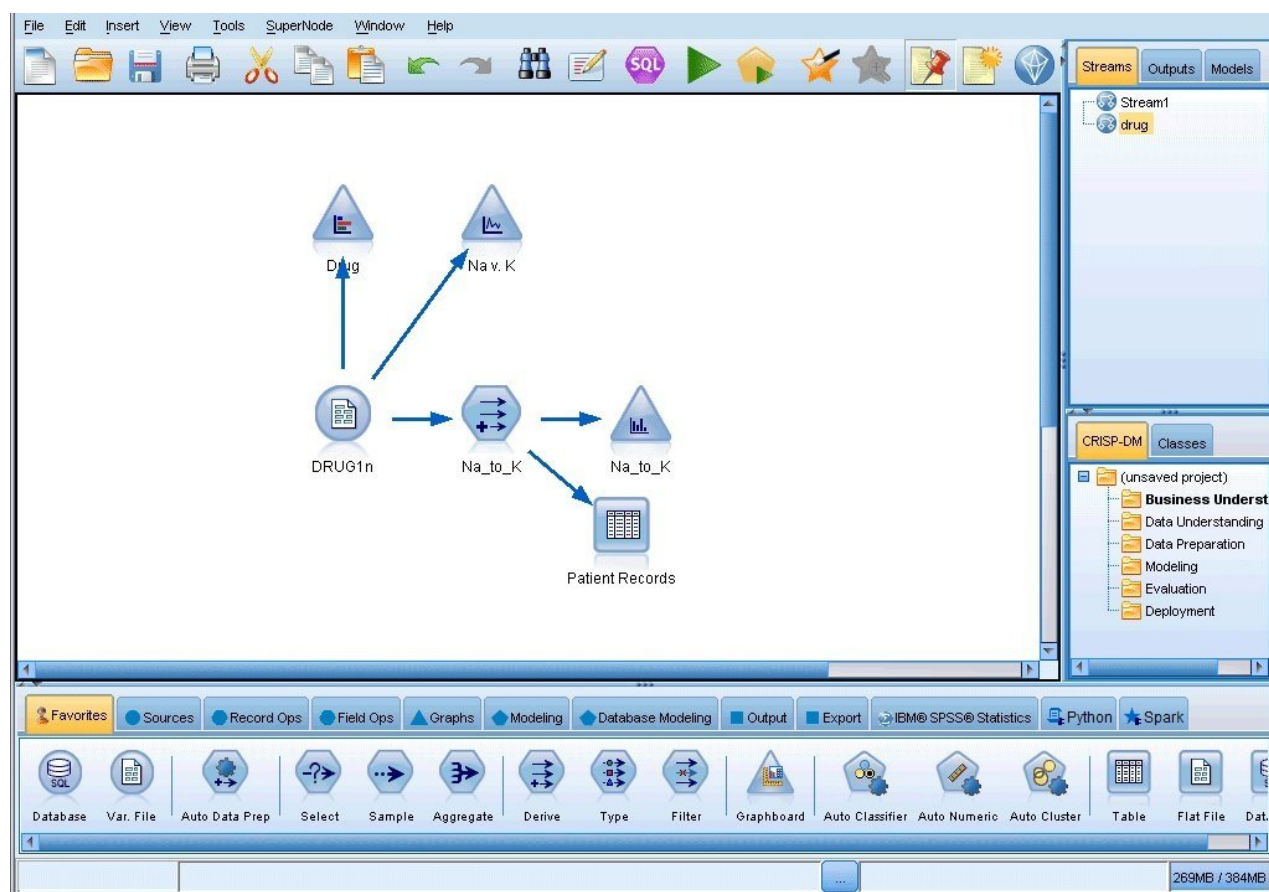 File Edit Insert View Tools SuperNode Window Help
SQL
Streams Outputs Models
Stream1
drug
Drug
Na v. K
DRUG1n
Na_to_K
Na_to_K
Patient Records
CRISP-DM Classes
(unsaved project)
Business Underst
Data Understanding
Data Preparation
Modeling
Evaluation
Deployment
Favorites Sources Record Ops Field Ops Graphs Modeling Database Modeling Output Export IBM® SPSS® Statistics Python Spark
SQL
Database Var. File Auto Data Prep Select Sample Aggregate Derive Type Filter Graphboard Auto Classifier Auto Numeric Auto Cluster Table Flat File Dat
...
269MB / 384MB